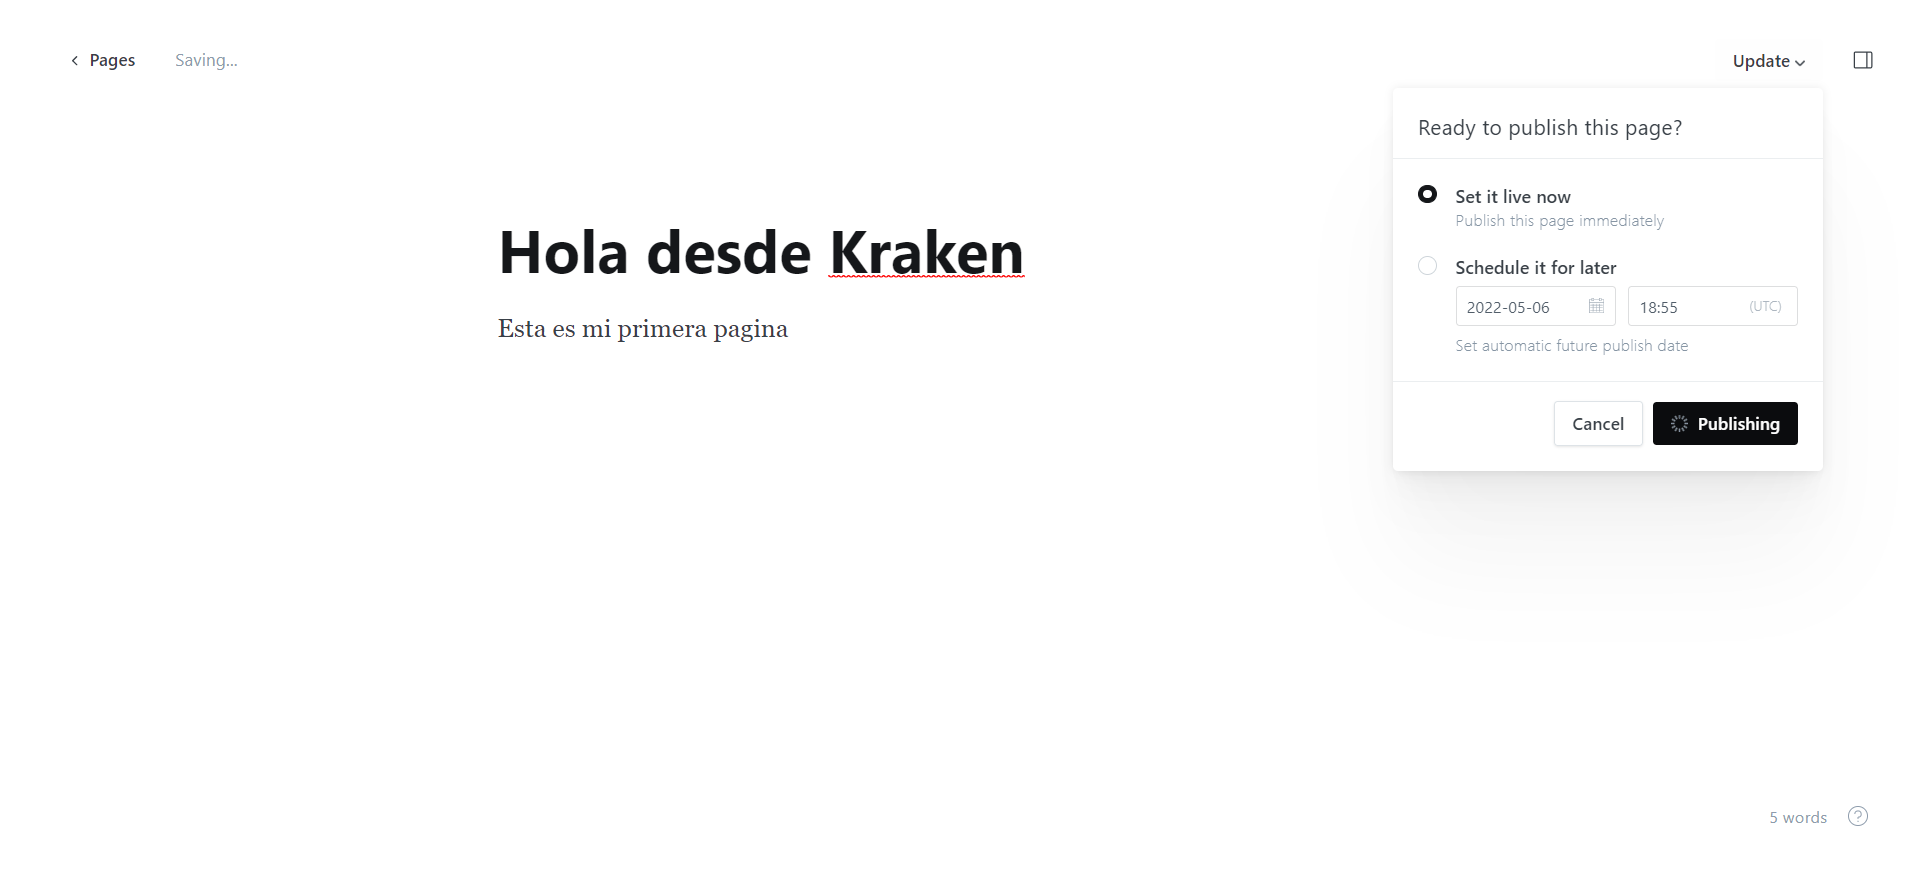 Pages Saving... Update
Ready to publish this page?
Set it live now
Publish this page immediately
Hola desde Kraken
Schedule it for later
2022-05-06 18:55 (UTC)
Esta es mi primera pagina
Set automatic future publish date
Cancel Publishing
5 words ?